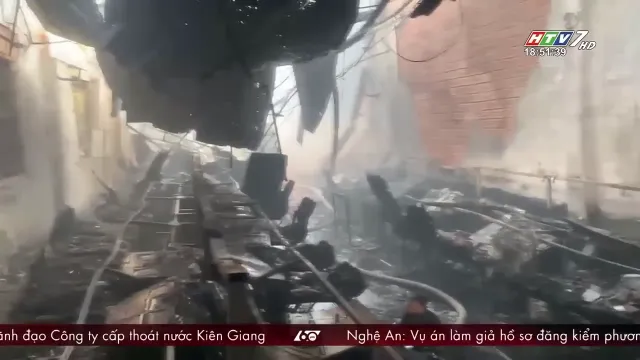 HTV7 HD
18:51:39
ãnh đạo Công ty cấp thoát nước Kiên Giang
Nghệ An: Vụ án làm giả hồ sơ đăng kiểm phươn